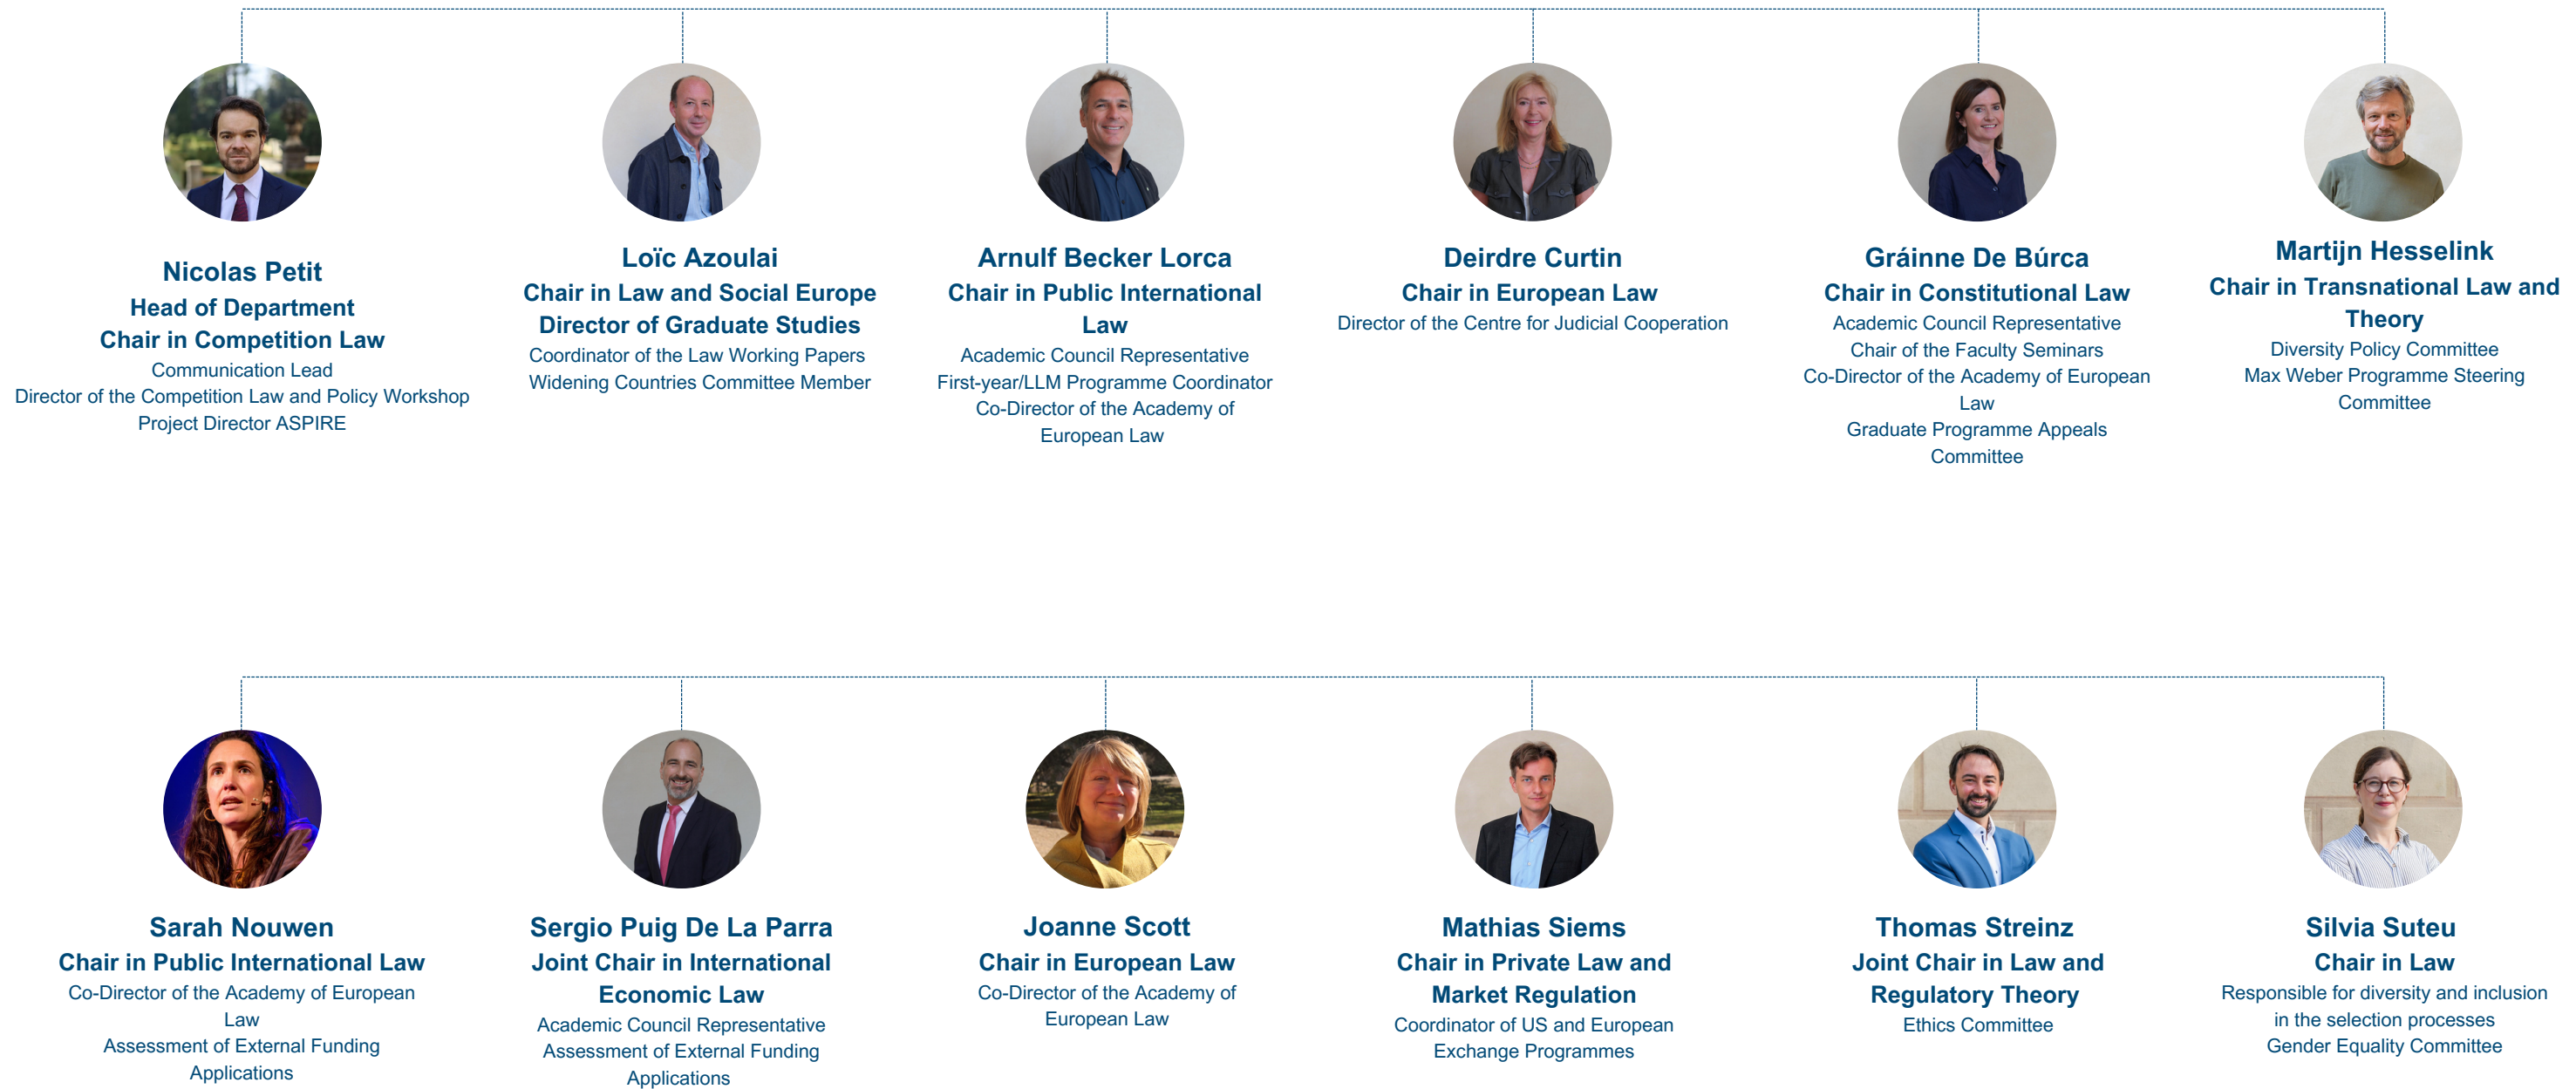 Nicolas Petit
Head of Department
Chair in Competition Law
Communication Lead
Director of the Competition Law and Policy Workshop
Project Director ASPIRE
Loïc Azoulai
Chair in Law and Social Europe
Director of Graduate Studies
Coordinator of the Law Working Papers
Widening Countries Committee Member
Arnulf Becker Lorca
Chair in Public International
Law
Academic Council Representative
First-year/LLM Programme Coordinator
Co-Director of the Academy of
European Law
Deirdre Curtin
Chair in European Law
Director of the Centre for Judicial Cooperation
Gráinne De Búrca
Chair in Constitutional Law
Academic Council Representative
Chair of the Faculty Seminars
Co-Director of the Academy of European
Law
Graduate Programme Appeals
Committee
Martijn Hesselink
Chair in Transnational Law and
Theory
Diversity Policy Committee
Max Weber Programme Steering
Committee
Sarah Nouwen
Chair in Public International Law
Co-Director of the Academy of European
Law
Assessment of External Funding
Applications
Sergio Puig De La Parra
Joint Chair in International
Economic Law
Academic Council Representative
Assessment of External Funding
Applications
Joanne Scott
Chair in European Law
Co-Director of the Academy of
European Law
Mathias Siems
Chair in Private Law and
Market Regulation
Coordinator of US and European
Exchange Programmes
Thomas Streinz
Joint Chair in Law and
Regulatory Theory
Ethics Committee
Silvia Suteu
Chair in Law
Responsible for diversity and inclusion
in the selection processes
Gender Equality Committee